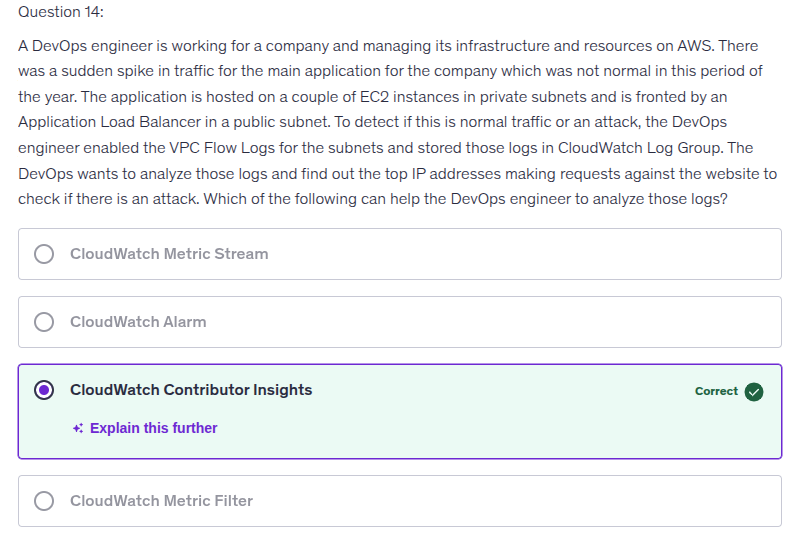 Question 14:
A DevOps engineer is working for a company and managing its infrastructure and resources on AWS. There
was a sudden spike in traffic for the main application for the company which was not normal in this period of
the year. The application is hosted on a couple of EC2 instances in private subnets and is fronted by an
Application Load Balancer in a public subnet. To detect if this is normal traffic or an attack, the DevOps
engineer enabled the VPC Flow Logs for the subnets and stored those logs in CloudWatch Log Group. The
DevOps wants to analyze those logs and find out the top IP addresses making requests against the website to
check if there is an attack. Which of the following can help the DevOps engineer to analyze those logs?
CloudWatch Metric Stream
CloudWatch Alarm
CloudWatch Contributor Insights
Correct
Explain this further
CloudWatch Metric Filter